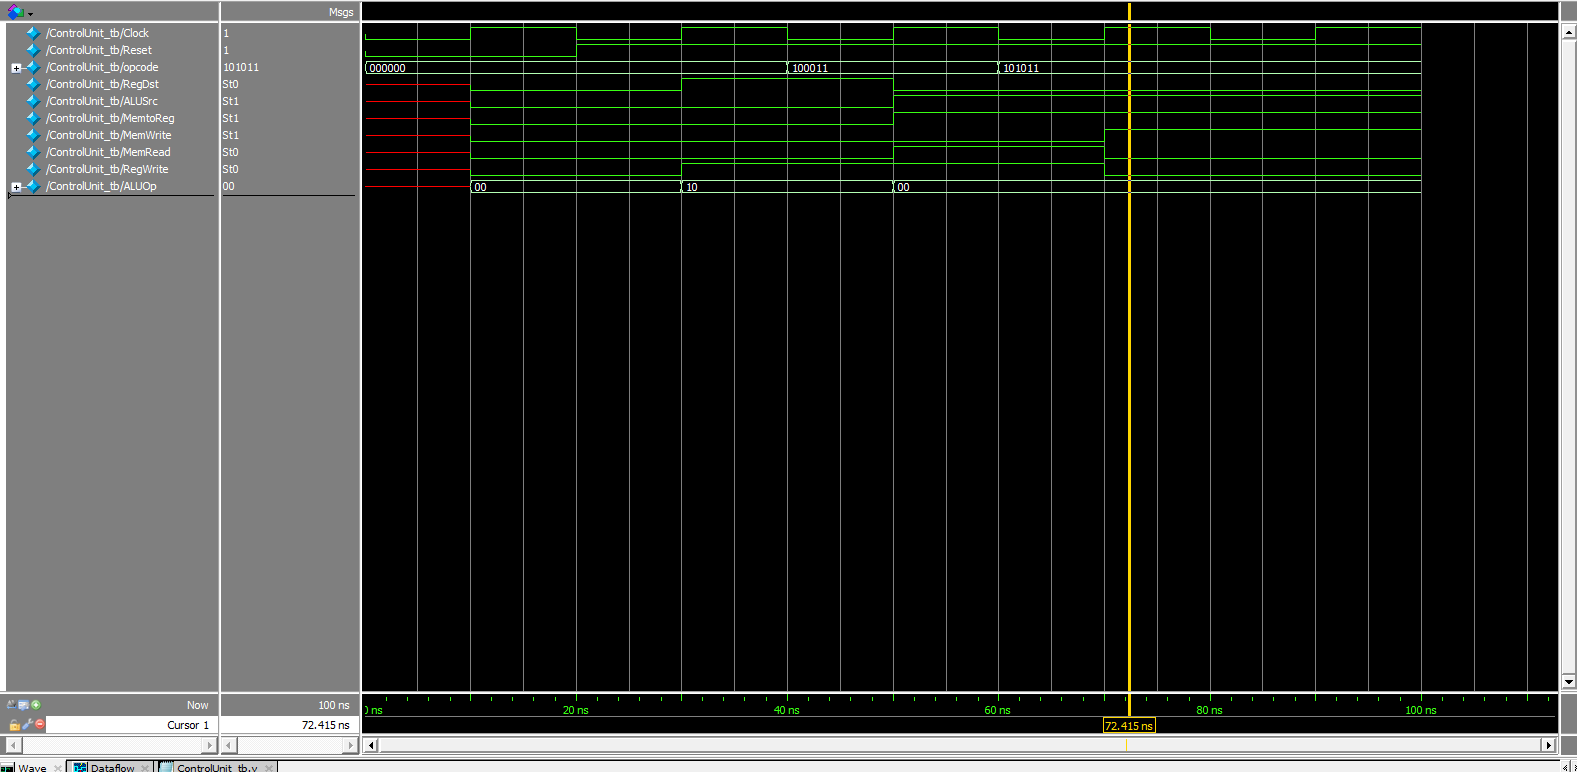 Msgs
/ControlUnit_tb/Clock 1
/ControlUnit_tb/Reset 1
/ControlUnit_tb/opcode 101011 000000 100011 101011
/ControlUnit_tb/RegDst St0
/ControlUnit_tb/ALUSrc St1
/ControlUnit_tb/MemtoReg St1
/ControlUnit_tb/MemWrite St1
/ControlUnit_tb/MemRead St0
/ControlUnit_tb/RegWrite St0
/ControlUnit_tb/ALUOp 00 00 10 00
Now 100 ns ns 20 ns 40 ns 60 ns 80 ns 100 ns
Cursor 1 72.415 ns 72.415 ns
Wave Dataflow ControlUnit_tb.v